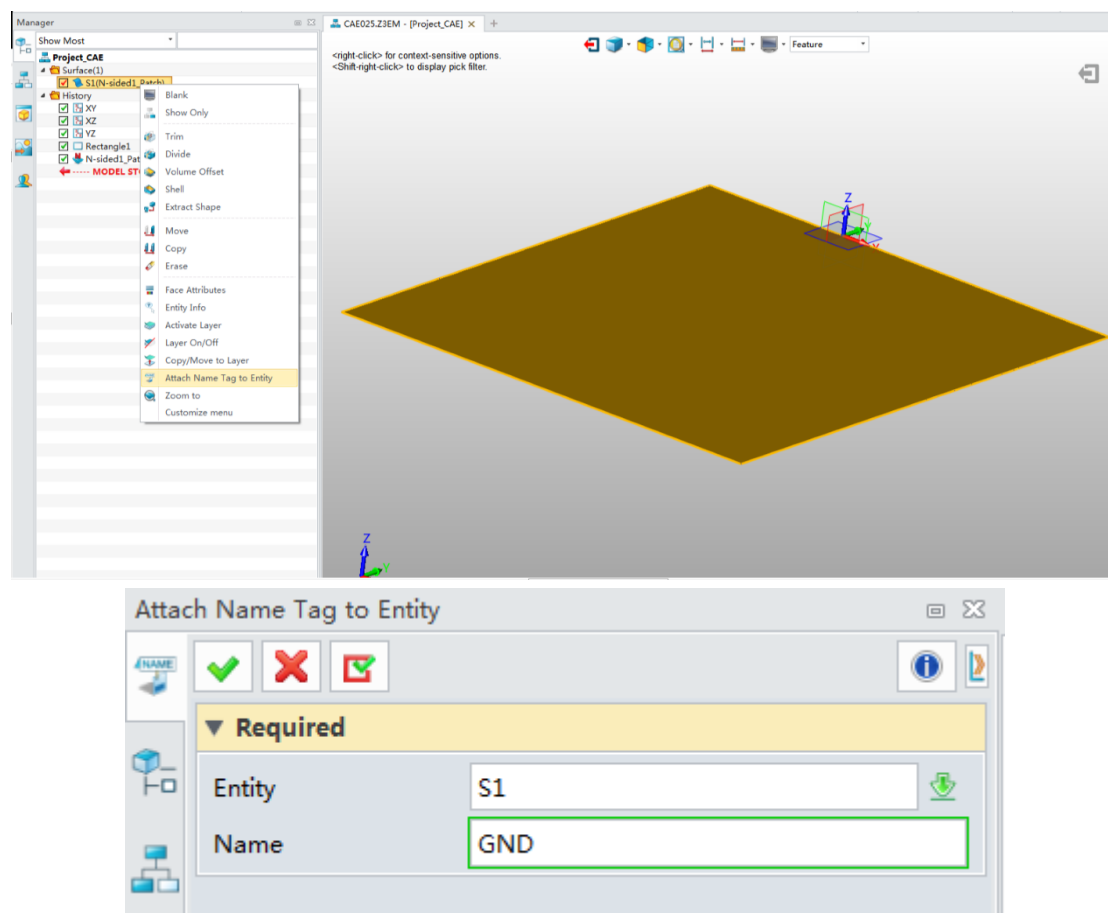 Manager
CAE025.Z3EM - [Project_CAE]
Show Most
Feature
<right-click> for context-sensitive options.
<Shift-right-click> to display pick filter.
Project_CAE
Surface(1)
S1(N-sided1_Patch)
History
XY
XZ
YZ
Rectangle1
N-sided1_Pat
----- MODEL ST
Blank
Show Only
Trim
Divide
Volume Offset
Shell
Extract Shape
Move
Copy
Erase
Face Attributes
Entity Info
Activate Layer
Layer On/Off
Copy/Move to Layer
Attach Name Tag to Entity
Zoom to
Customize menu
Z
Y
X
Z
Y
Attach Name Tag to Entity
NAME
Required
Entity
S1
Name
GND